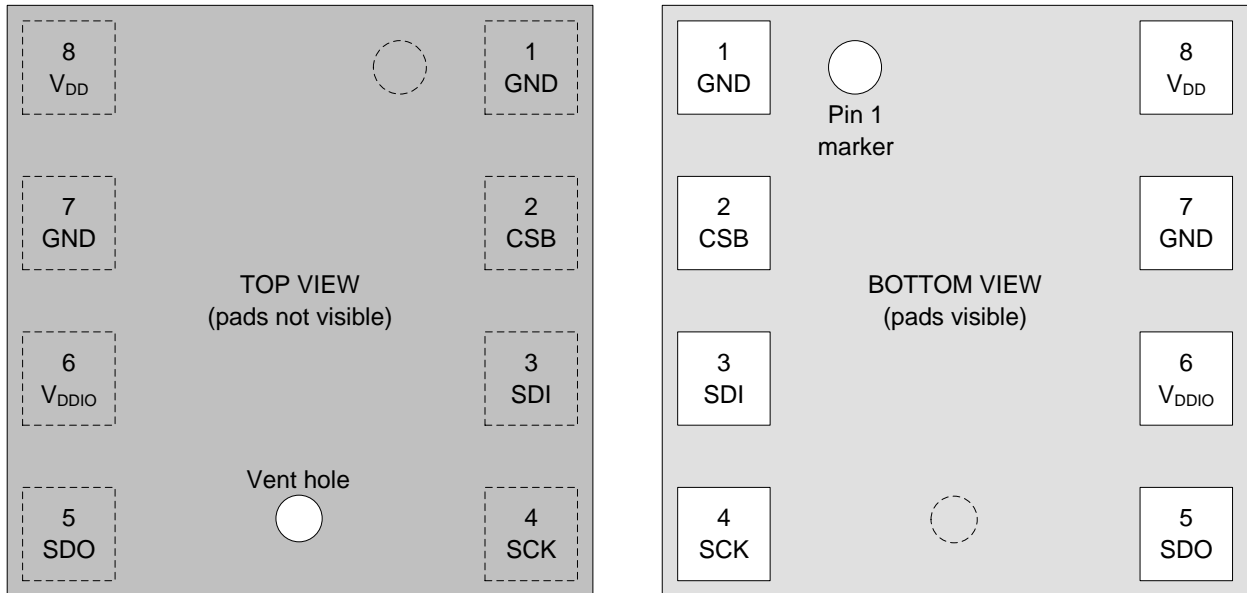 8
VDD
1
GND
7
GND
2
CSB
TOP VIEW
(pads not visible)
6
VDDIO
3
SDI
Vent hole
5
SDO
4
SCK
1
GND
Pin 1
marker
8
VDD
2
CSB
7
GND
BOTTOM VIEW
(pads visible)
3
SDI
6
VDDIO
4
SCK
5
SDO